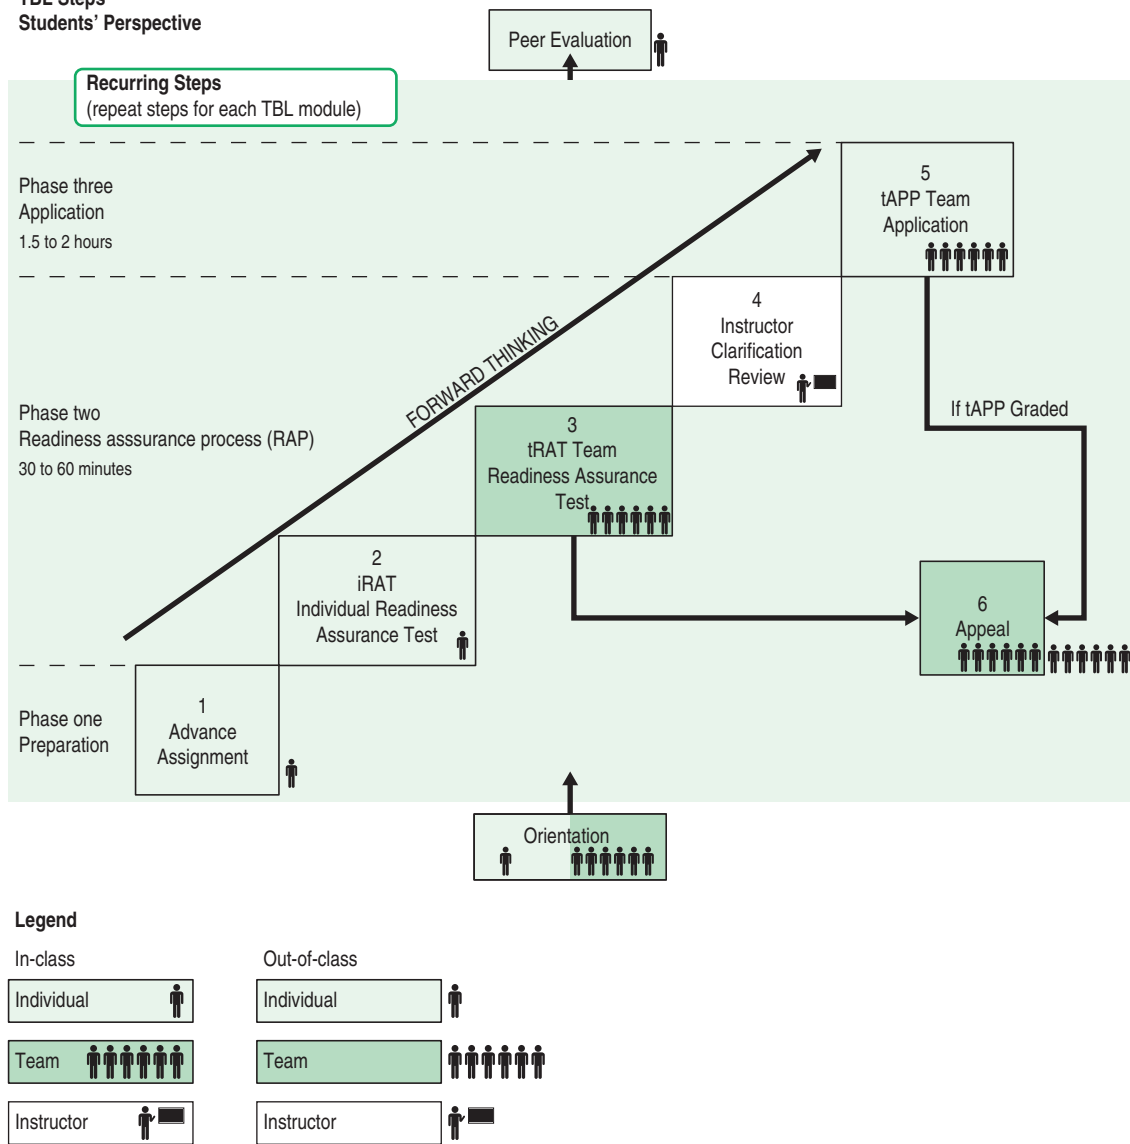 TBL Steps
Students' Perspective
Peer Evaluation
Recurring Steps
(repeat steps for each TBL module)
Phase three
Application
1.5 to 2 hours
5
tAPP Team
Application
4
Instructor
Clarification
Review
FORWARD THINKING
If tAPP Graded
Phase two
Readiness asssurance process (RAP)
30 to 60 minutes
3
tRAT Team
Readiness Assurance
Test
2
iRAT
Individual Readiness
Assurance Test
6
Appeal
1
Advance
Assignment
Phase one
Preparation
Orientation
Legend
In-class
Out-of-class
Individual
Individual
Team
Team
Instructor
Instructor